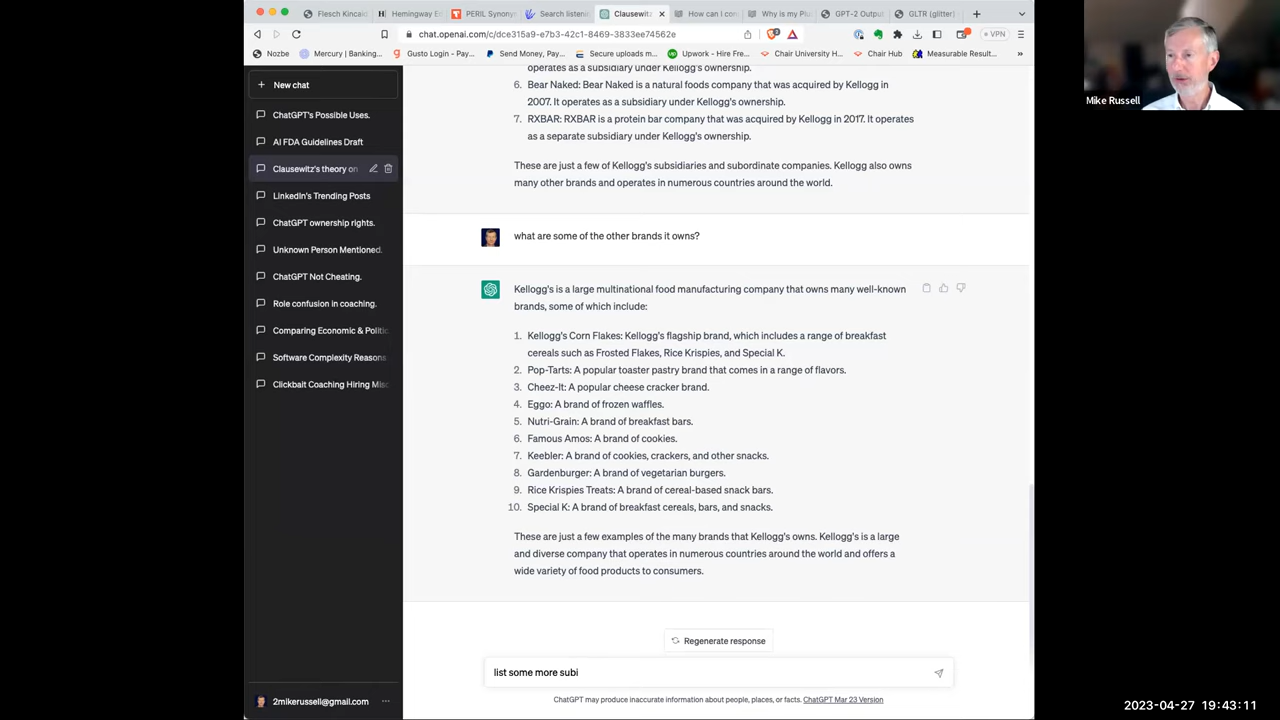 Flesch Kincaid
Hemingway Ed
PERIL Synonym
Search listenin
Clausewitz
How can I con
Why is my Pho
GPT-2 Output
GLTR (glitter)
chat.openai.com/c/dce315a9-e7b3-42c1-8469-3833ee74562e
VPN
Nozbe
Mercury | Banking...
Gusto Login - Pay...
Send Money, Pay...
Secure uploads m...
Upwork - Hire Fre...
Chair University H...
Chair Hub
Measurable Result...
New chat
ChatGPT's Possible Uses.
AI FDA Guidelines Draft
Clausewitz's theory on
LinkedIn's Trending Posts
ChatGPT ownership rights.
Unknown Person Mentioned.
ChatGPT Not Cheating.
Role confusion in coaching.
Comparing Economic & Politic
Software Complexity Reasons
Clickbait Coaching Hiring Misc
2mikerussell@gmail.com
operates as a subsidiary under Kellogg's ownership.
6. Bear Naked: Bear Naked is a natural foods company that was acquired by Kellogg in
2007. It operates as a subsidiary under Kellogg's ownership.
7. RXBAR: RXBAR is a protein bar company that was acquired by Kellogg in 2017. It operates
as a separate subsidiary under Kellogg's ownership.
These are just a few of Kellogg's subsidiaries and subordinate companies. Kellogg also owns
many other brands and operates in numerous countries around the world.
what are some of the other brands it owns?
Kellogg's is a large multinational food manufacturing company that owns many well-known
brands, some of which include:
1. Kellogg's Corn Flakes: Kellogg's flagship brand, which includes a range of breakfast
cereals such as Frosted Flakes, Rice Krispies, and Special K.
2. Pop-Tarts: A popular toaster pastry brand that comes in a range of flavors.
3. Cheez-It: A popular cheese cracker brand.
4. Eggo: A brand of frozen waffles.
5. Nutri-Grain: A brand of breakfast bars.
6. Famous Amos: A brand of cookies.
7. Keebler: A brand of cookies, crackers, and other snacks.
8. Gardenburger: A brand of vegetarian burgers.
9. Rice Krispies Treats: A brand of cereal-based snack bars.
10. Special K: A brand of breakfast cereals, bars, and snacks.
These are just a few examples of the many brands that Kellogg's owns. Kellogg's is a large
and diverse company that operates in numerous countries around the world and offers a
wide variety of food products to consumers.
Regenerate response
list some more subi
ChatGPT may produce inaccurate information about people, places, or facts. ChatGPT Mar 23 Version
Mike Russell
2023-04-27 19:43:11